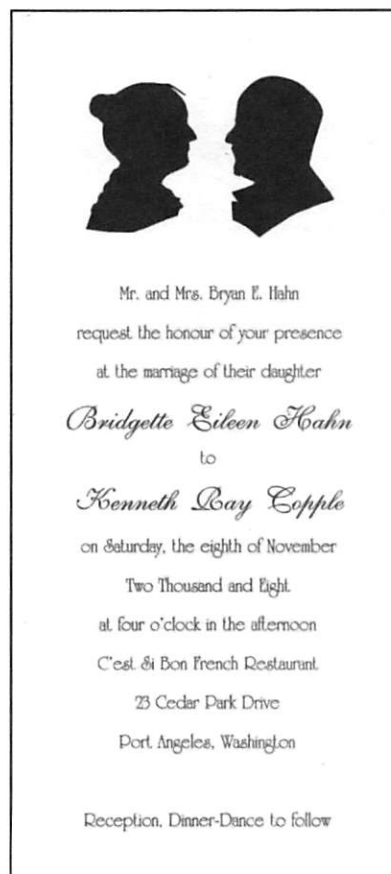 Mr. and Mrs. Bryan E. Hahn
request the honour of your presence
at the marriage of their daughter
Bridgette Eileen Hahn
to
Kenneth Ray Copple
on Saturday, the eighth of November
Two Thousand and Eight
at four o'clock in the afternoon
C'est Si Bon French Restaurant
23 Cedar Park Drive
Port Angeles, Washington
Reception, Dinner-Dance to follow